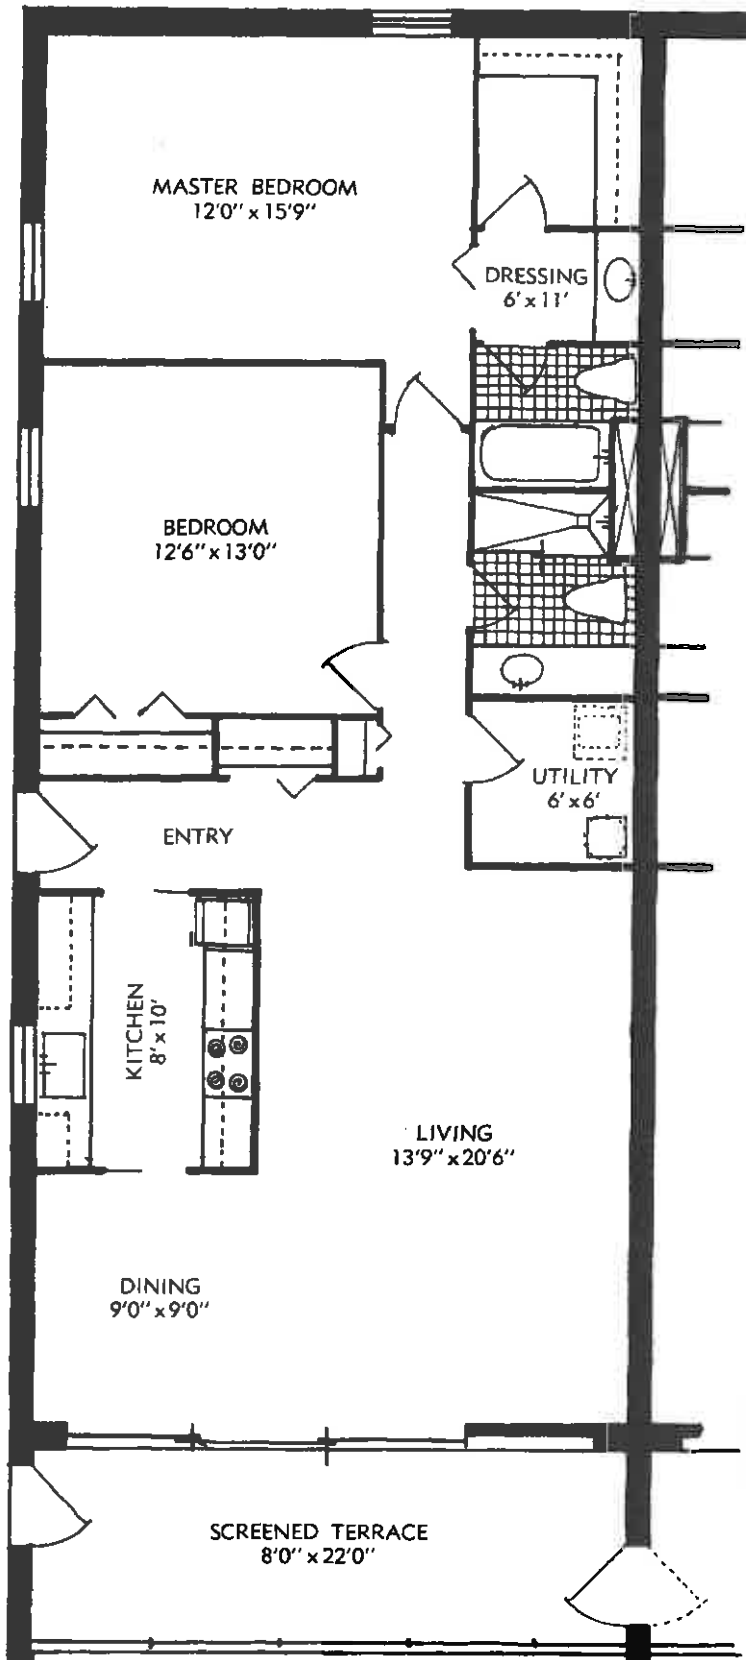 MASTER BEDROOM
12'0" x 15'9"
DRESSING
6' x 11'
BEDROOM
12'6" x 13'0"
UTILITY
6' x 6'
ENTRY
KITCHEN
8' x 10'
LIVING
13'9" x 20'6"
DINING
9'0" x 9'0"
SCREENED TERRACE
8'0" x 22'0"